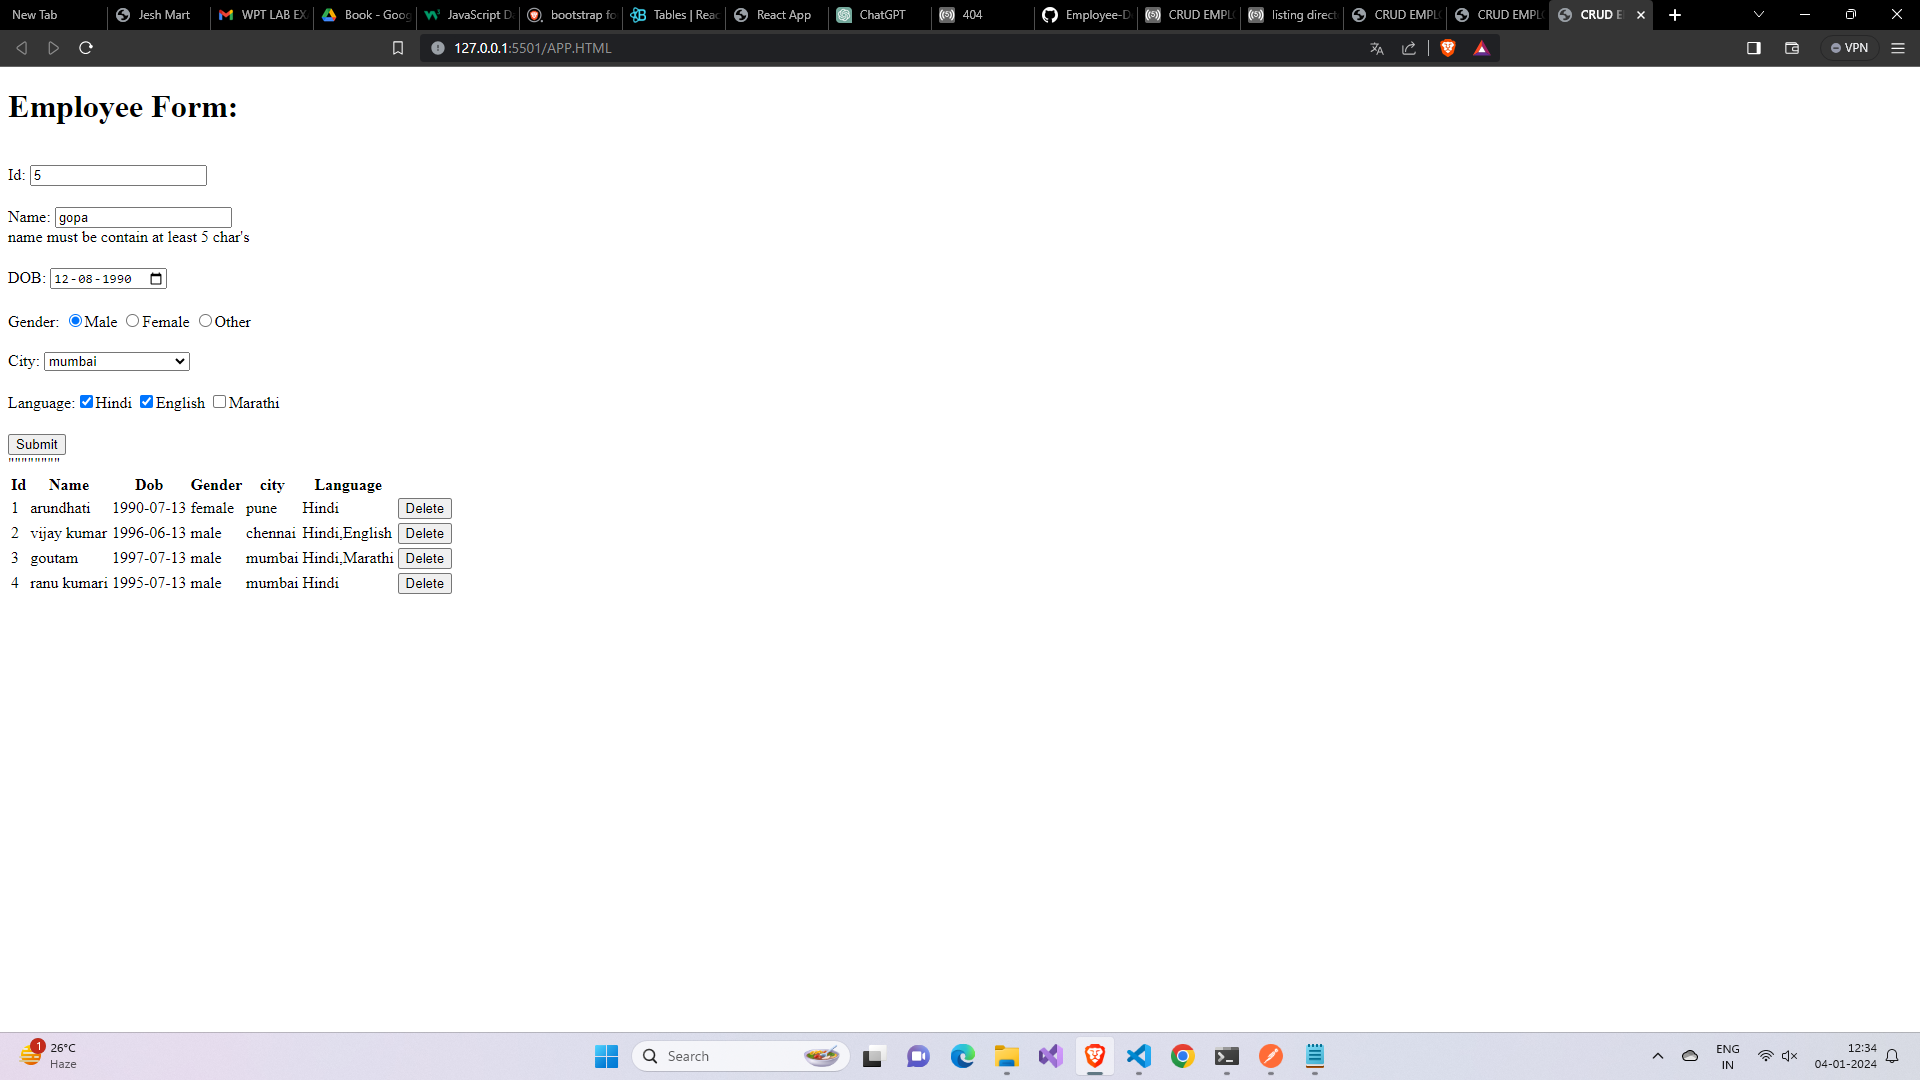 New Tab Jesh Mart WPT LAB EX Book - Goog JavaScript D bootstrap fo Tables | Reac React App ChatGPT 404 Employee-D CRUD EMPL listing direct CRUD EMPL CRUD EMPL CRUD E
127.0.0.1:5501/APP.HTML VPN
Employee Form:
Id: 5
Name: gopa
name must be contain at least 5 char's
DOB: 12-08-1990
Gender: Male Female Other
City: mumbai
Language: Hindi English Marathi
Submit
""""""""
Id Name Dob Gender city Language
1 arundhati 1990-07-13 female pune Hindi Delete
2 vijay kumar 1996-06-13 male chennai Hindi,English Delete
3 goutam 1997-07-13 male mumbai Hindi,Marathi Delete
4 ranu kumari 1995-07-13 male mumbai Hindi Delete
1
26°C
Haze
Search
ENG
IN
12:34
04-01-2024